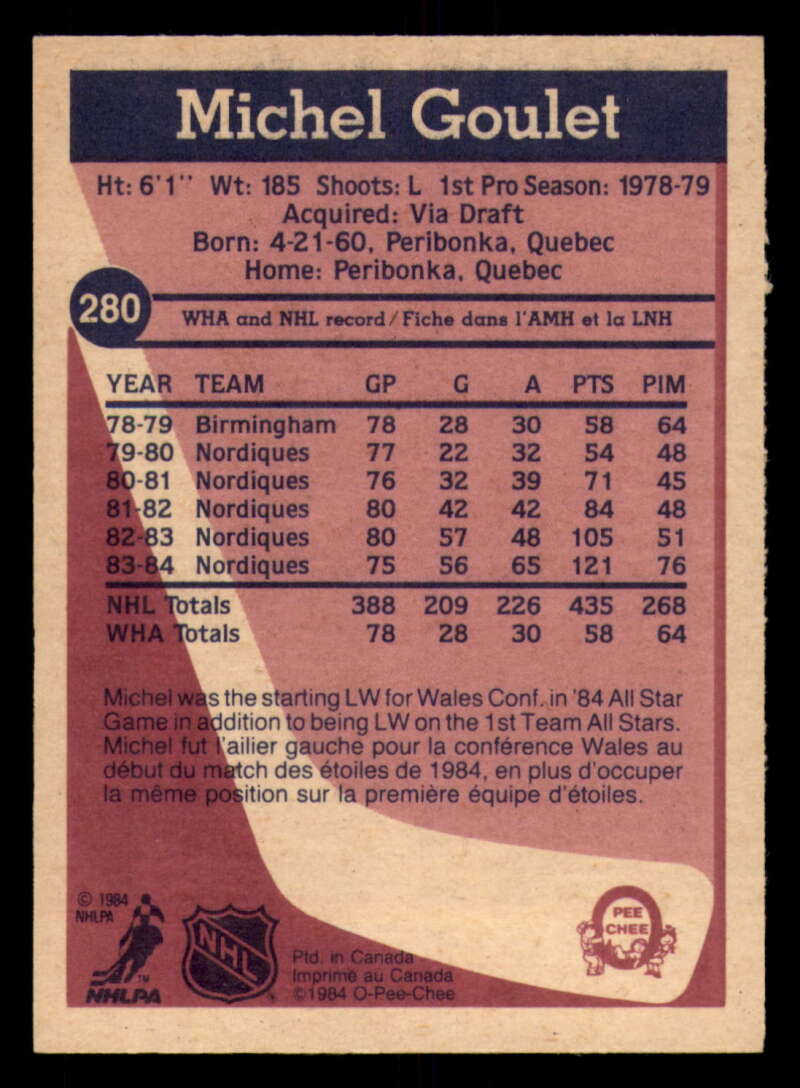 Michel Goulet
Ht: 6'1'' Wt: 185 Shoots: L 1st Pro Season: 1978-79
Acquired: Via Draft
Born: 4-21-60, Peribonka, Quebec
Home: Peribonka, Quebec
280
WHA and NHL record/Fiche dans l'AMH et la LNH
YEAR TEAM GP G A PTS PIM
78-79 Birmingham 78 28 30 58 64
79-80 Nordiques 77 22 32 54 48
80-81 Nordiques 76 32 39 71 45
81-82 Nordiques 80 42 42 84 48
82-83 Nordiques 80 57 48 105 51
83-84 Nordiques 75 56 65 121 76
NHL Totals 388 209 226 435 268
WHA Totals 78 28 30 58 64
Michel was the starting LW for Wales Conf. in '84 All Star
Game in addition to being LW on the 1st Team All Stars.
Michel fut l'ailier gauche pour la conférence Wales au
début du match des étoiles de 1984, en plus d'occuper
la même position sur la première équipe d'étoiles.
© 1984
NHLPA
NHLPA
TM
NHL
Ptd. in Canada
Imprimé au Canada
©1984 O-Pee-Chee
PEE
CHEE